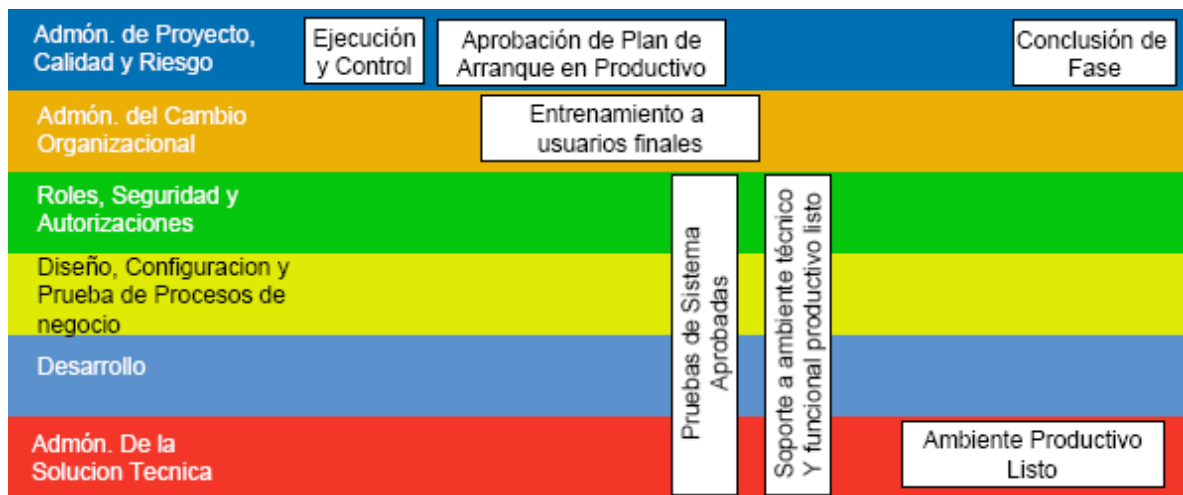 Admón. de Proyecto,
Calidad y Riesgo
Ejecución
y Control
Aprobación de Plan de
Arranque en Productivo
Conclusión de
Fase
Admón. del Cambio
Organizacional
Entrenamiento a
usuarios finales
Roles, Seguridad y
Autorizaciones
Diseño, Configuracion y
Prueba de Procesos de
negocio
Desarrollo
Pruebas de Sistema
Aprobadas
Soporte a ambiente técnico
Y funcional productivo listo
Admón. De la
Solucion Tecnica
Ambiente Productivo
Listo